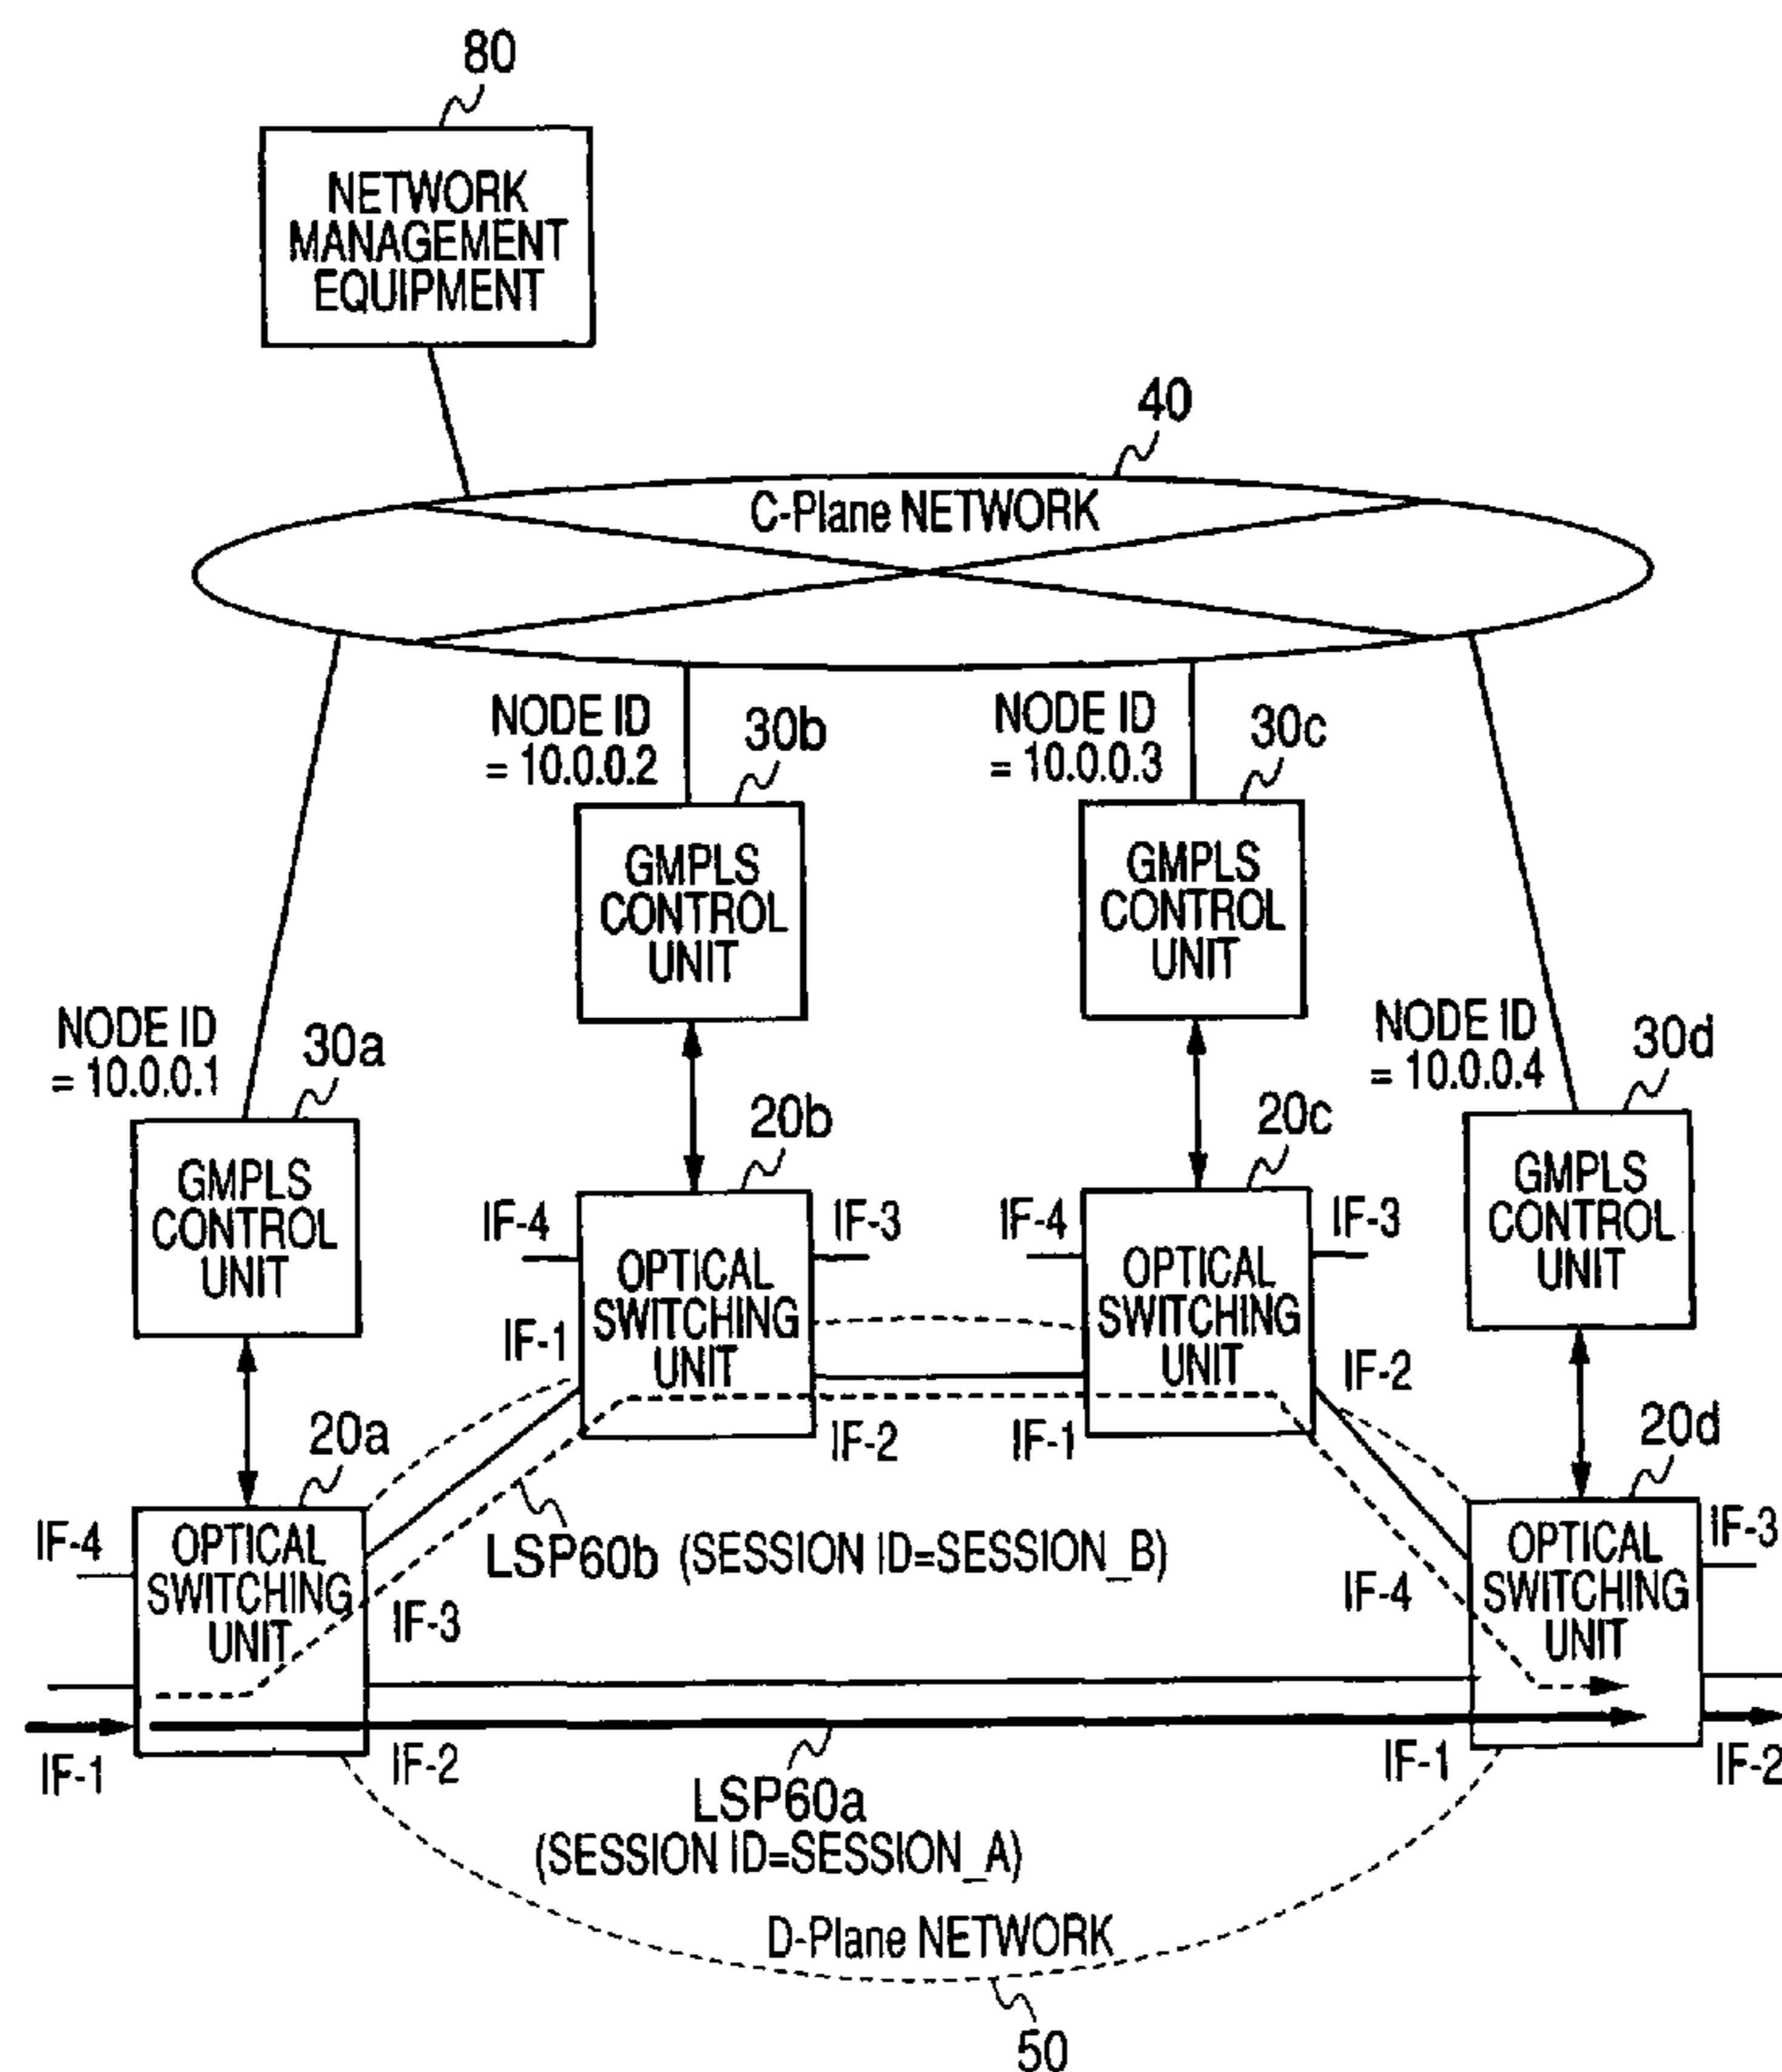 80
NETWORK
MANAGEMENT
EQUIPMENT
40
C-Plane NETWORK
NODE ID
= 10.0.0.2
30b
NODE ID
= 10.0.0.3
30c
GMPLS
CONTROL
UNIT
GMPLS
CONTROL
UNIT
NODE ID
= 10.0.0.1
30a
NODE ID
= 10.0.0.4
30d
GMPLS
CONTROL
UNIT
20b
20c
GMPLS
CONTROL
UNIT
IF-4
OPTICAL
SWITCHING
UNIT
IF-3
IF-4
OPTICAL
SWITCHING
UNIT
IF-3
IF-1
IF-2
IF-2
IF-1
20a
20d
IF-4
OPTICAL
SWITCHING
UNIT
LSP60b (SESSION ID=SESSION_B)
IF-3
IF-4
OPTICAL
SWITCHING
UNIT
IF-3
IF-1
IF-2
LSP60a
(SESSION ID=SESSION_A)
IF-1
IF-2
D-Plane NETWORK
50